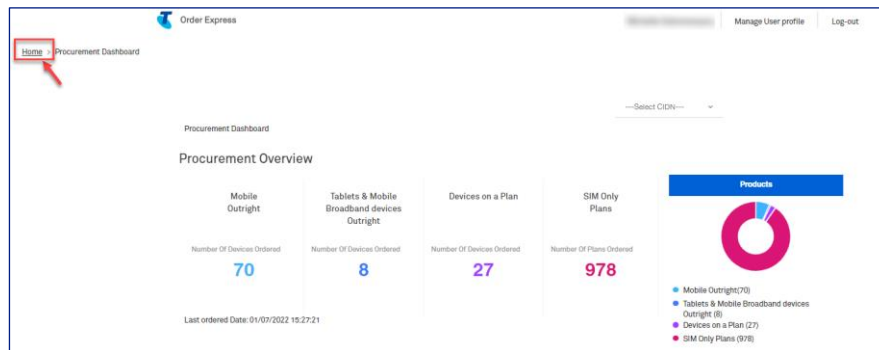 Order Express
Manage User profile
Log-out
Home > Procurement Dashboard
---Select CIDN---
Procurement Dashboard
Procurement Overview
Mobile
Outright
Number Of Devices Ordered
70
Tablets & Mobile
Broadband devices
Outright
Number Of Devices Ordered
8
Devices on a Plan
Number Of Devices Ordered
27
SIM Only
Plans
Number Of Plans Ordered
978
Products
Mobile Outright(70)
Tablets & Mobile Broadband devices
Outright (8)
Devices on a Plan (27)
SIM Only Plans (978)
Last ordered Date: 01/07/2022 15:27:21